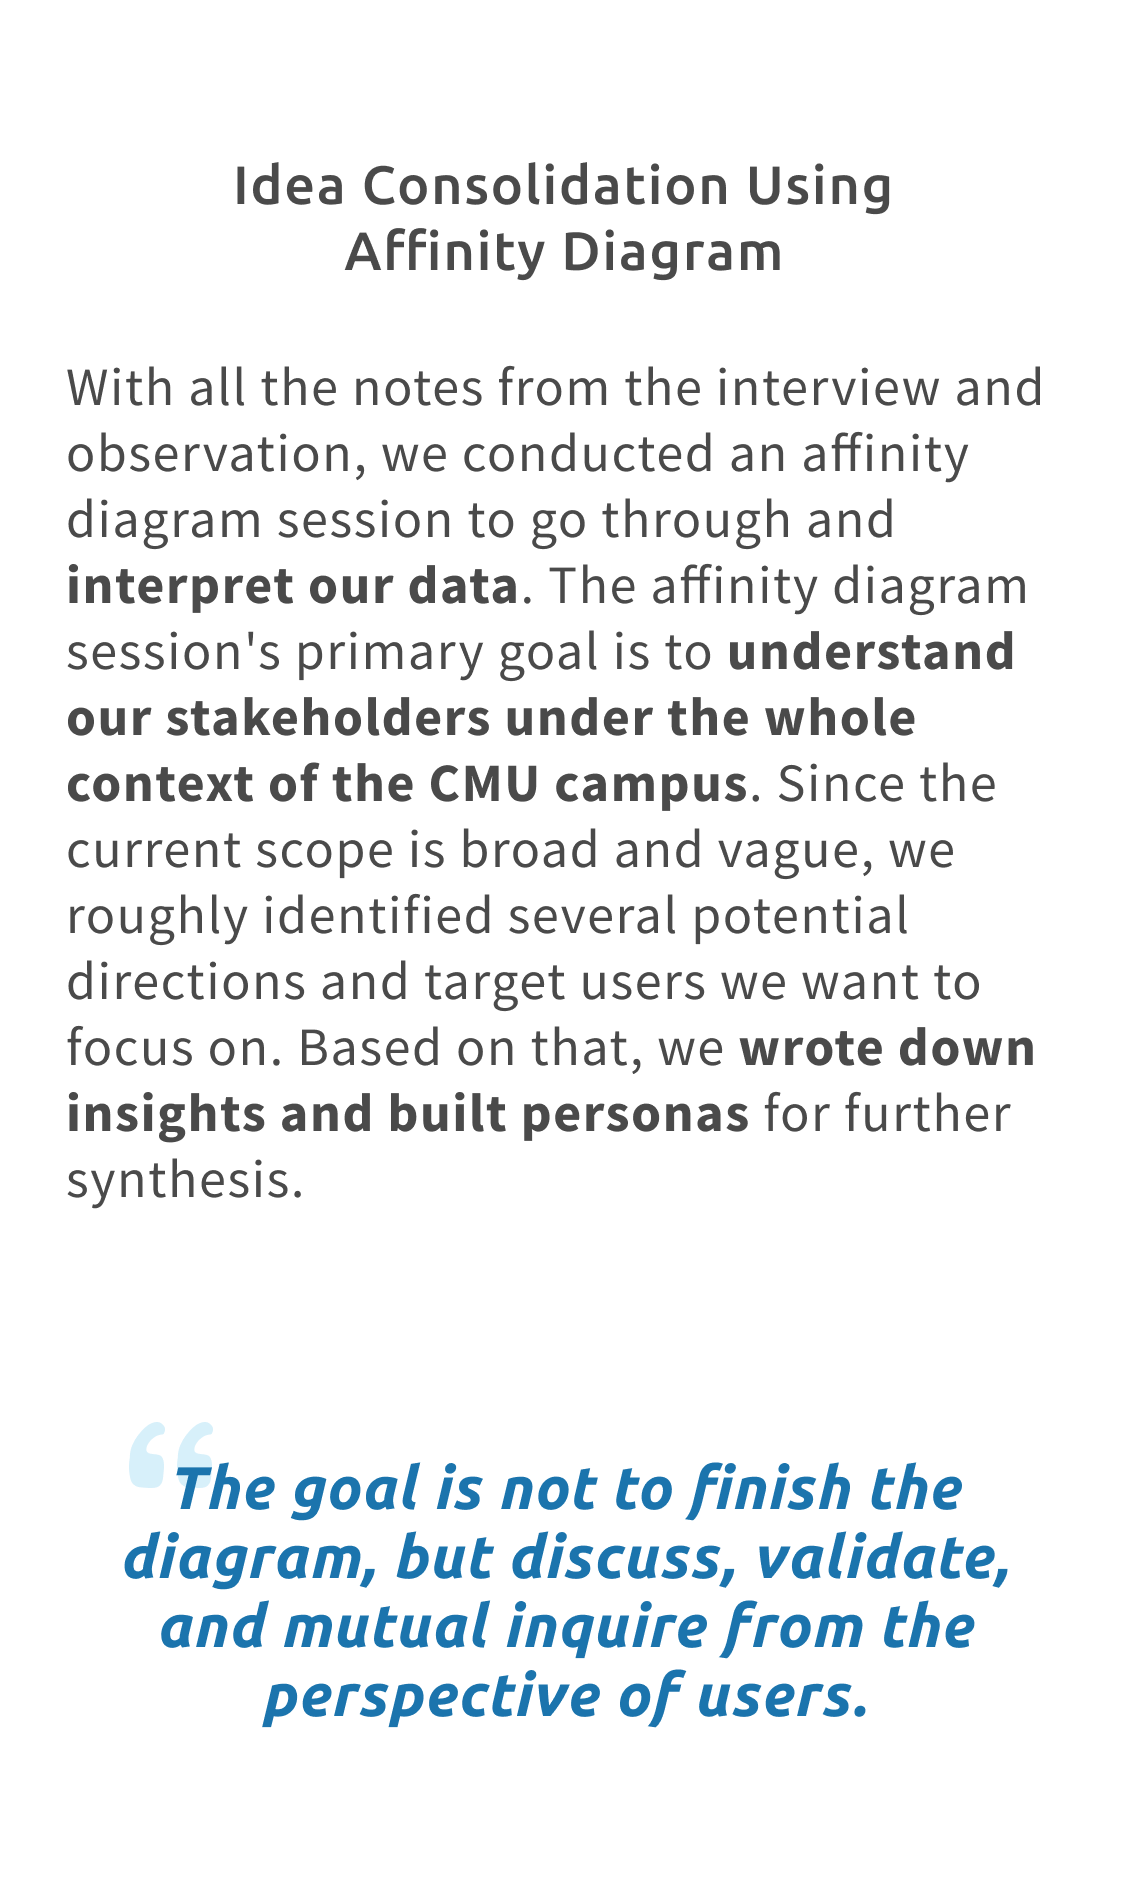 Idea Consolidation Using
Affinity Diagram
With all the notes from the interview and
observation, we conducted an affinity
diagram session to go through and
interpret our data. The affinity diagram
session's primary goal is to understand
our stakeholders under the whole
context of the CMU campus. Since the
current scope is broad and vague, we
roughly identified several potential
directions and target users we want to
focus on. Based on that, we wrote down
insights and built personas for further
synthesis.
“The goal is not to finish the
diagram, but discuss, validate,
and mutual inquire from the
perspective of users.